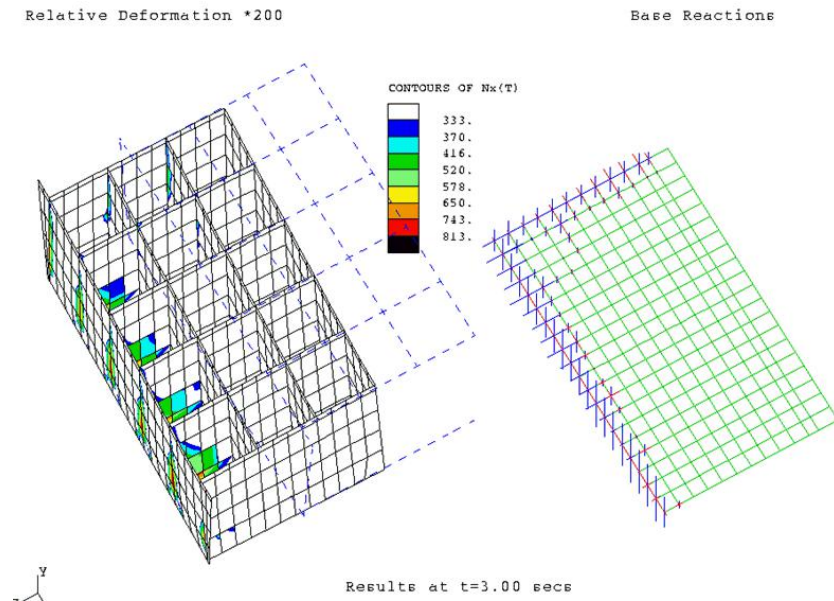 Relative Deformation *200
Base Reactions
CONTOURS OF Nx(T)
333.
370.
416.
520.
578.
650.
743.
813.
Y
Results at t=3.00 secs